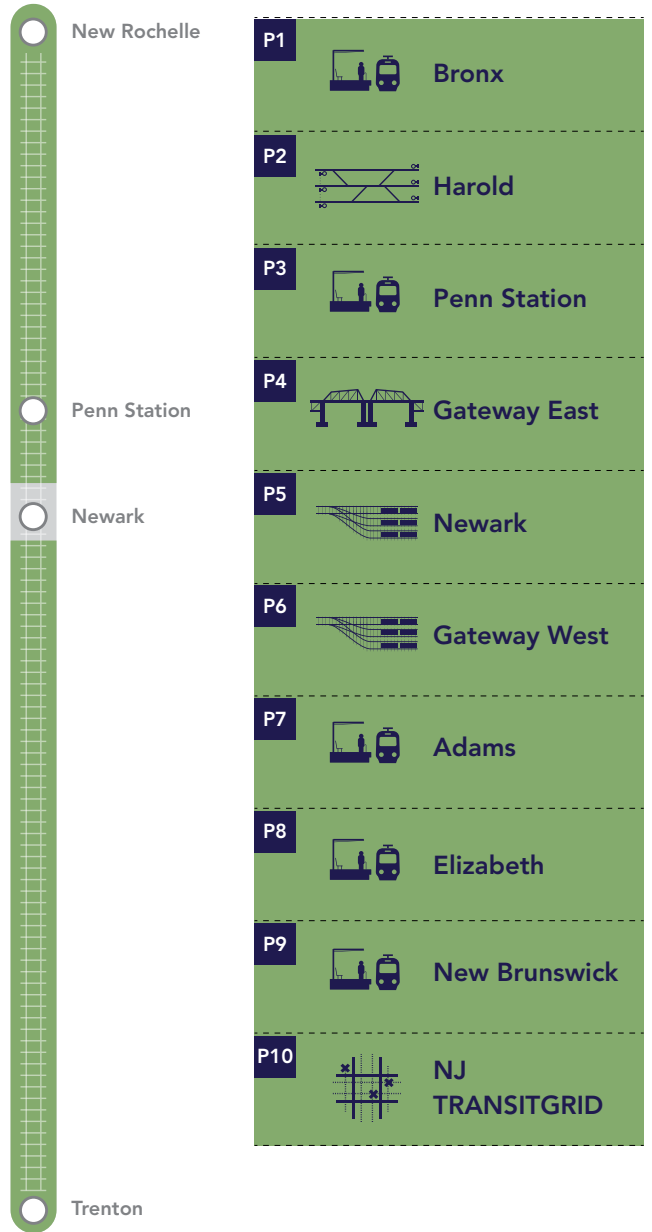 New Rochelle
Penn Station
Newark
Trenton
P1
Bronx
P2
Harold
P3
Penn Station
P4
Gateway East
P5
Newark
P6
Gateway West
P7
Adams
P8
Elizabeth
P9
New Brunswick
P10
NJ
TRANSITGRID